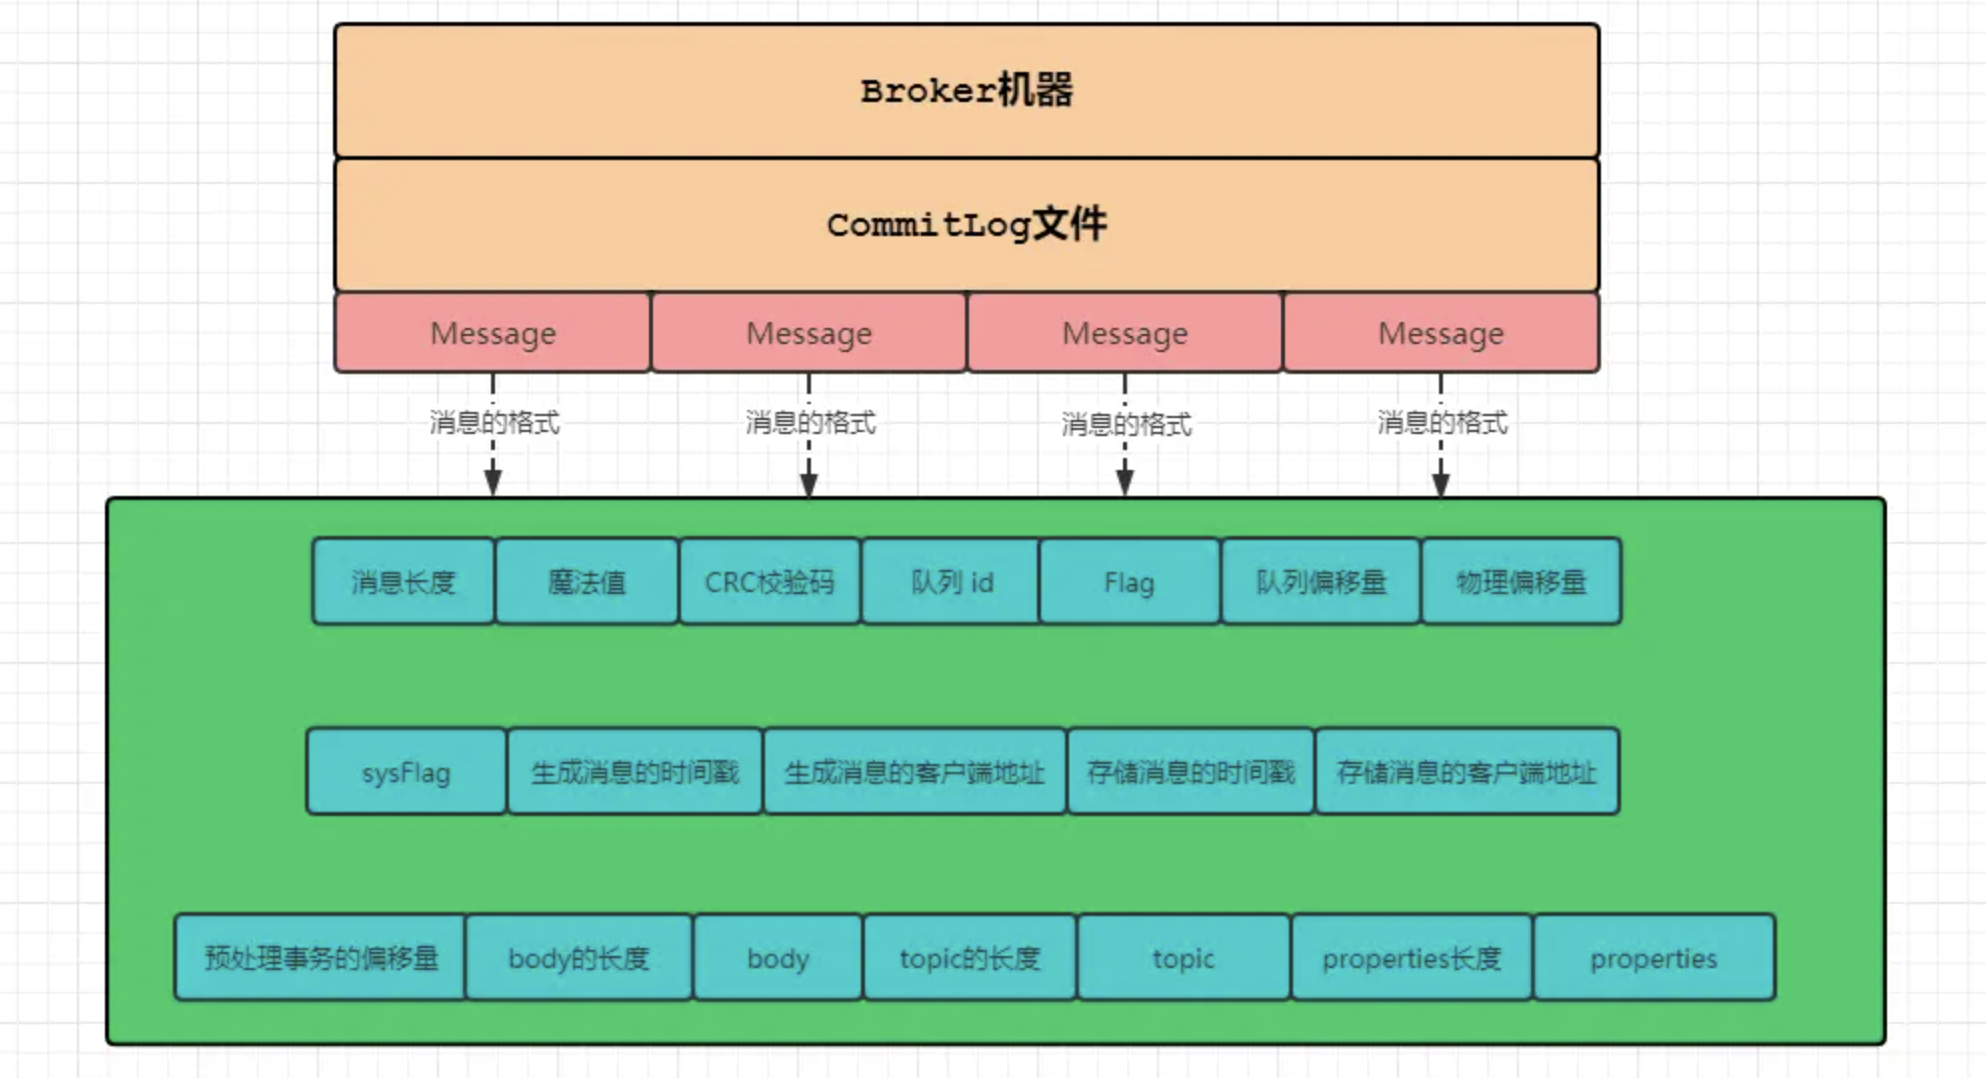 Broker机器
CommitLog文件
Message Message Message Message
消息的格式 消息的格式 消息的格式 消息的格式
消息长度 魔法值 CRC校验码 队列 id Flag 队列偏移量 物理偏移量
sysFlag 生成消息的时间戳 生成消息的客户端地址 存储消息的时间戳 存储消息的客户端地址
预处理事务的偏移量 body的长度 body topic的长度 topic properties长度 properties